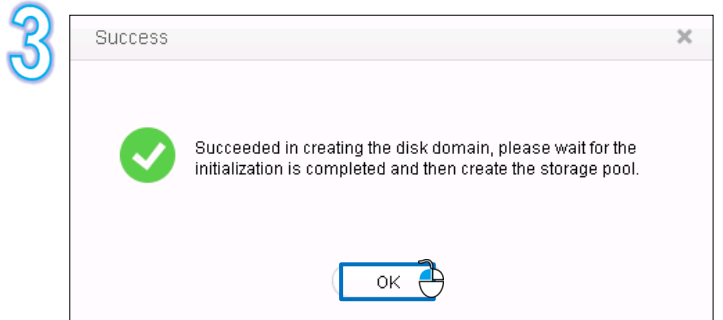 3
Success
Succeeded in creating the disk domain, please wait for the
initialization is completed and then create the storage pool.
OK